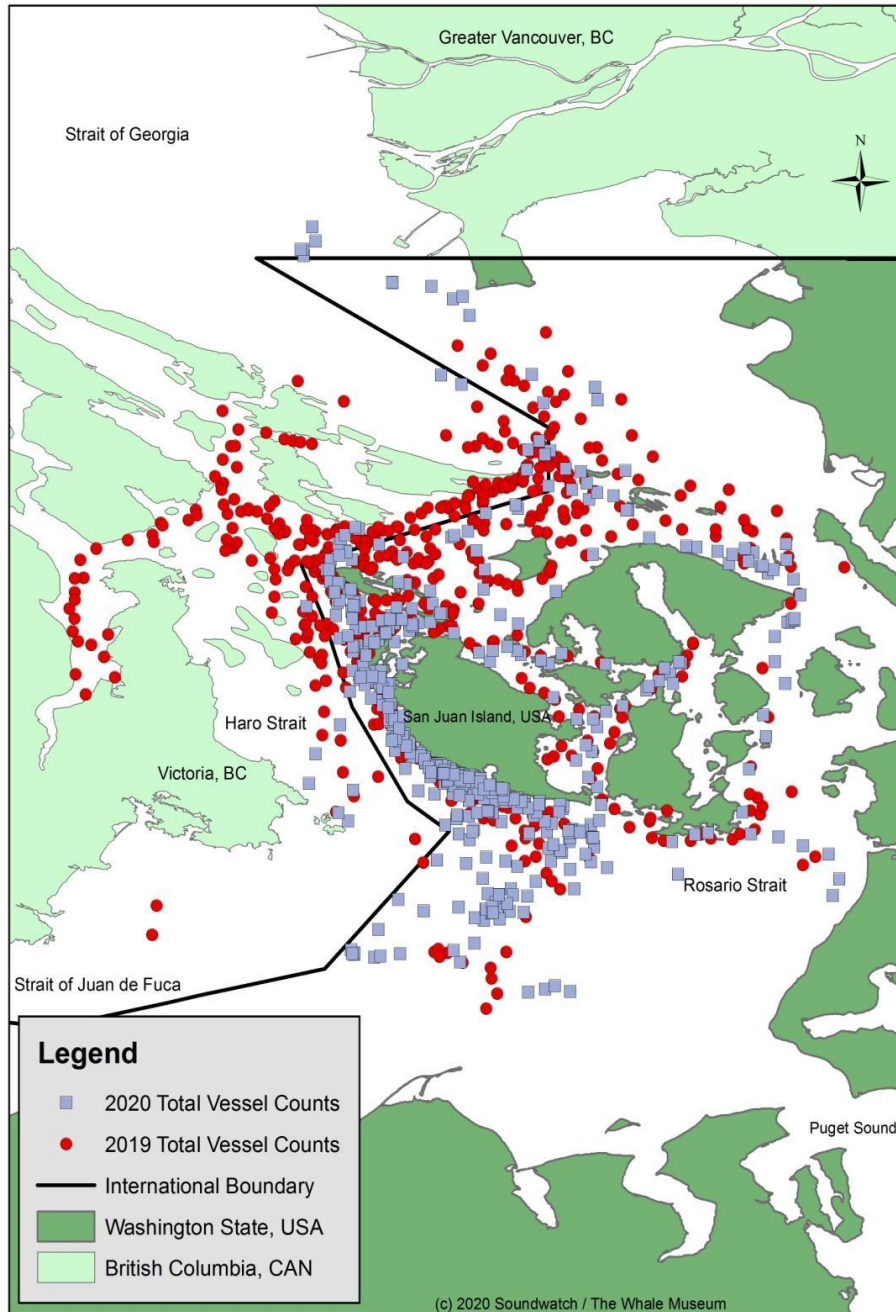 Greater Vancouver, BC
Strait of Georgia
N
San Juan Island, USA
Haro Strait
Victoria, BC
Rosario Strait
Strait of Juan de Fuca
Legend
2020 Total Vessel Counts
2019 Total Vessel Counts
International Boundary
Washington State, USA
British Columbia, CAN
Puget Sound
(c) 2020 Soundwatch / The Whale Museum